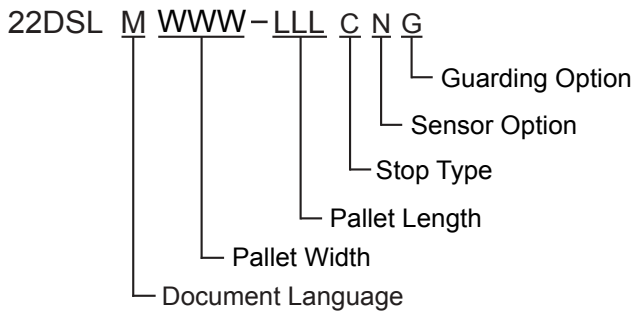 22DSL M WWW–LLL C N G
Guarding Option
Sensor Option
Stop Type
Pallet Length
Pallet Width
Document Language